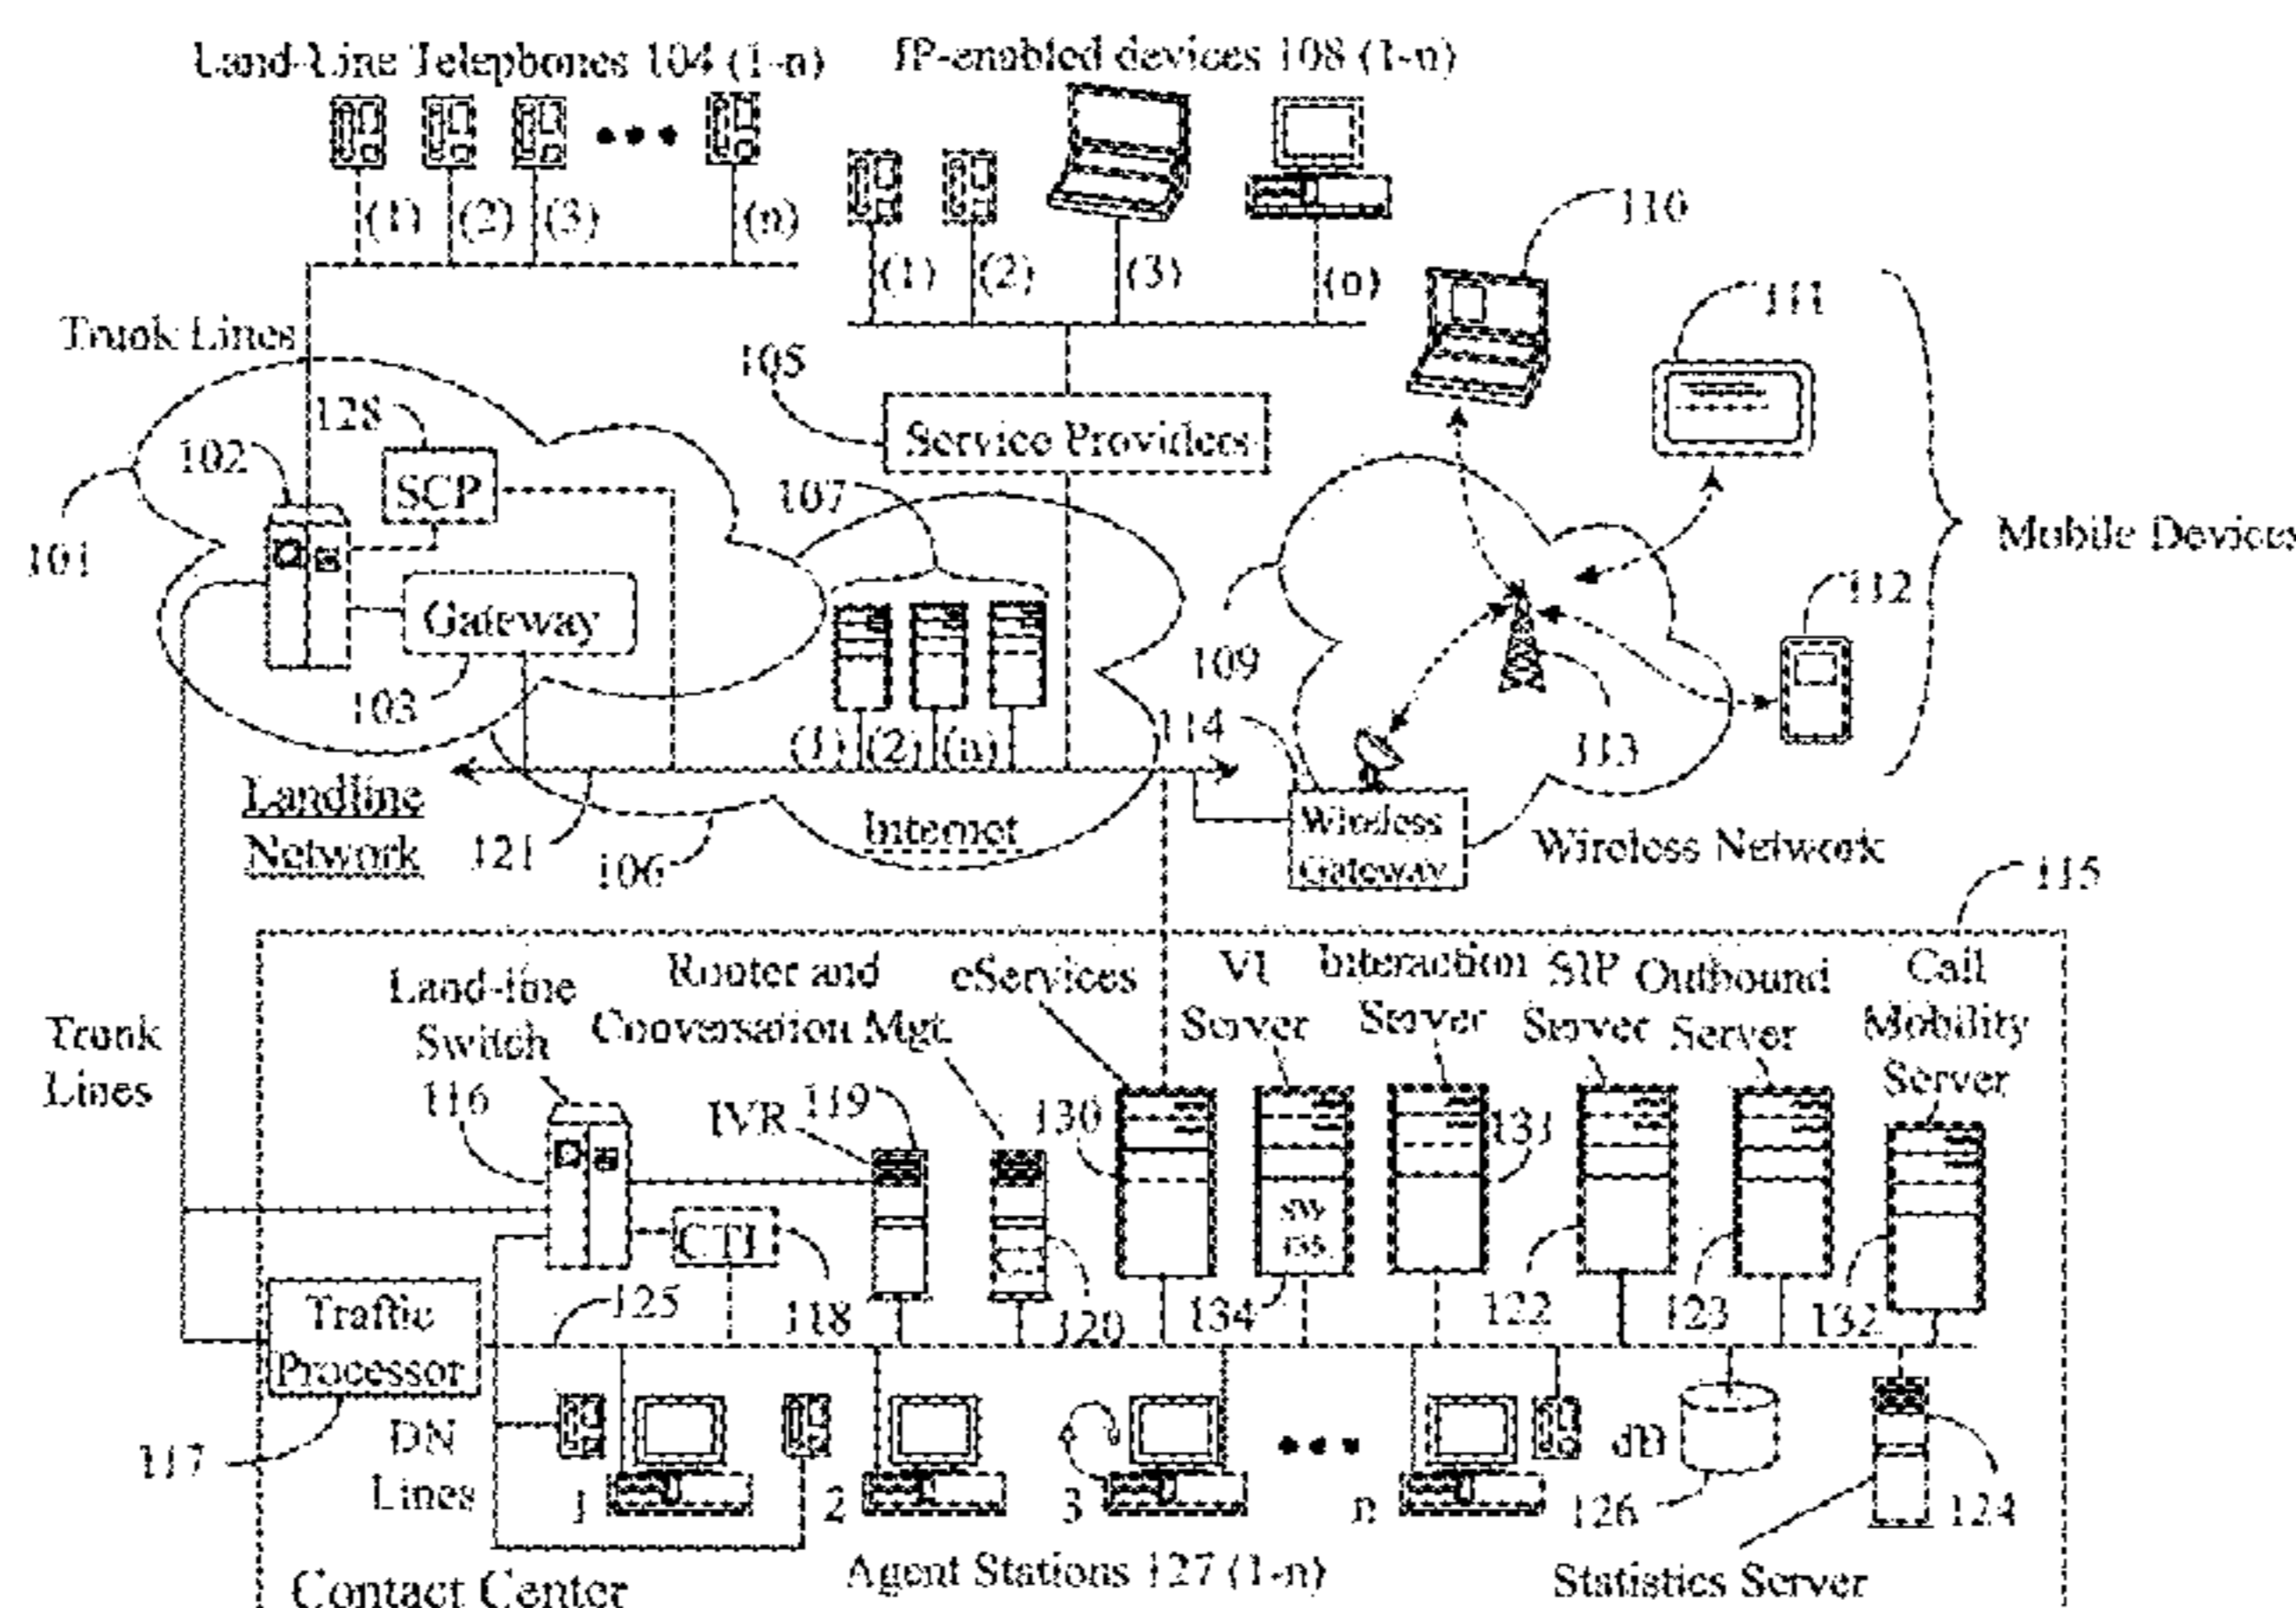 Land-Line Telephones 104 (1-n)
IP-enabled devices 108 (1-n)
(1) (2) (3) (n)
(1) (2) (3) (n)
110
111
Trunk Lines
105
128
102
SCP
Service Providers
107
101
Mobile Devices
Gateway
112
109
103
114
(1) (2) (n)
113
Landline
Network
121
106
Internet
Wireless
Gateway
Wireless Network
115
Land-line
Switch
116
Router and
Conversation Mgt.
eServices
VI
Server
Interaction
Server
SIP
Server
Outbound
Server
Call
Mobility
Server
Trunk
Lines
IVR
119
130
131
CTI
SW
135
118
120
134
122
123
132
125
Traffic
Processor
117
DN
Lines
1
2
3
n
dB
126
124
Agent Stations 127 (1-n)
Statistics Server
Contact Center